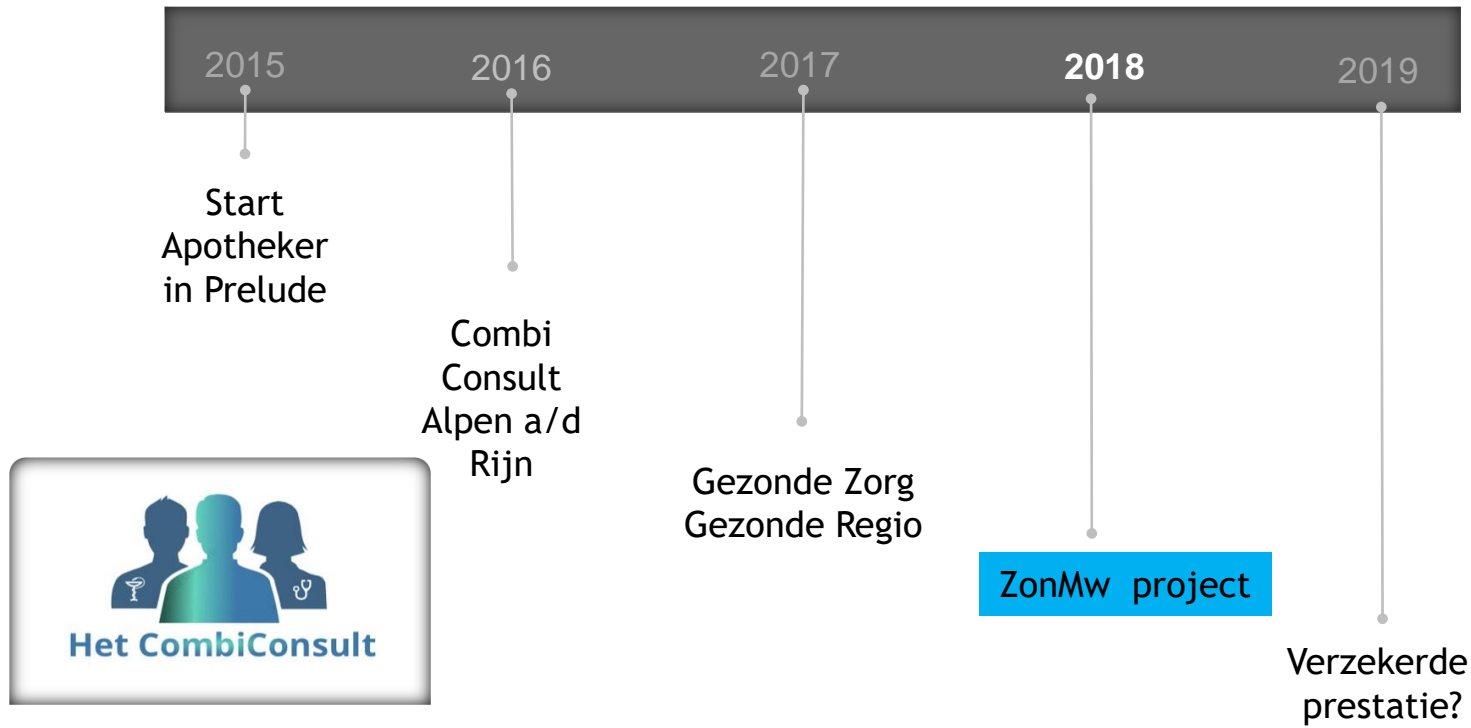 2015
2016
2017
2018
2019
Start
Apotheker
in Prelude
Combi
Consult
Alpen a/d
Rijn
Gezonde Zorg
Gezonde Regio
ZonMw project
Verzekerde
prestatie?
Het CombiConsult